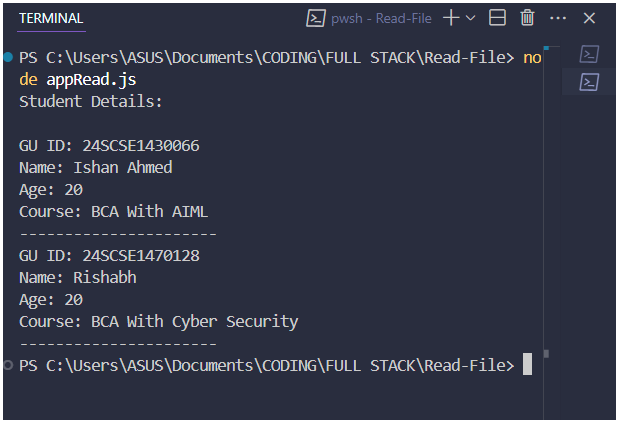 TERMINAL
pwsh - Read-File
PS C:\Users\ASUS\Documents\CODING\FULL STACK\Read-File> no
de appRead.js
Student Details:
GU ID: 24SCSE1430066
Name: Ishan Ahmed
Age: 20
Course: BCA With AIML
----------------------
GU ID: 24SCSE1470128
Name: Rishabh
Age: 20
Course: BCA With Cyber Security
----------------------
PS C:\Users\ASUS\Documents\CODING\FULL STACK\Read-File>